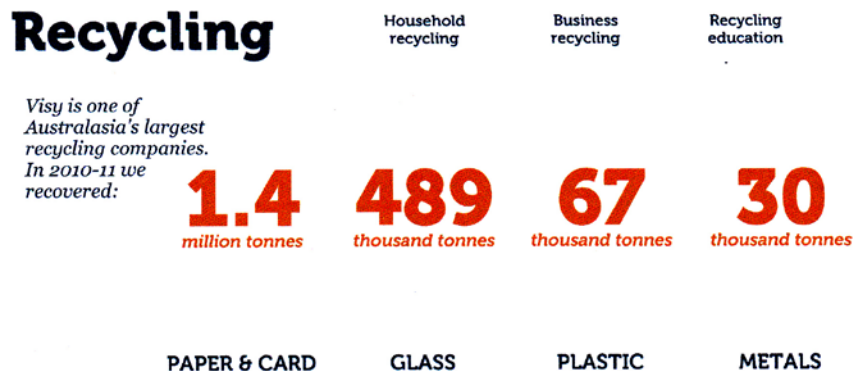 Recycling
Household
recycling
Business
recycling
Recycling
education
Visy is one of
Australasia's largest
recycling companies.
In 2010-11 we
recovered:
1.4
million tonnes
489
thousand tonnes
67
thousand tonnes
30
thousand tonnes
PAPER & CARD
GLASS
PLASTIC
METALS